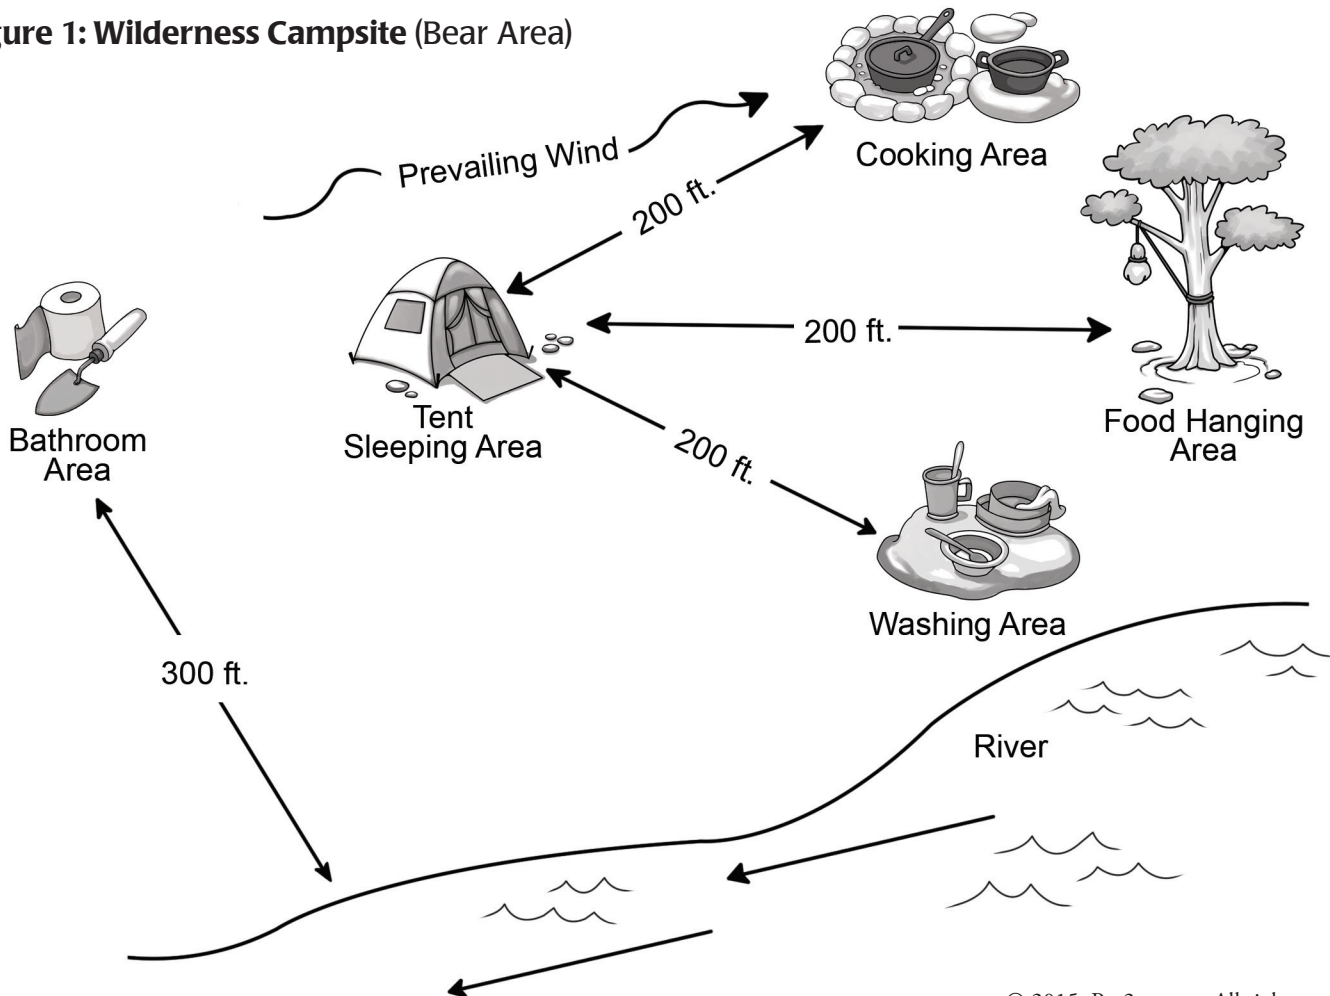 gure 1: Wilderness Campsite (Bear Area)
Prevailing Wind
Cooking Area
200 ft.
200 ft.
Bathroom
Area
Tent
Sleeping Area
Food Hanging
Area
200 ft.
Washing Area
300 ft.
River
© 2015